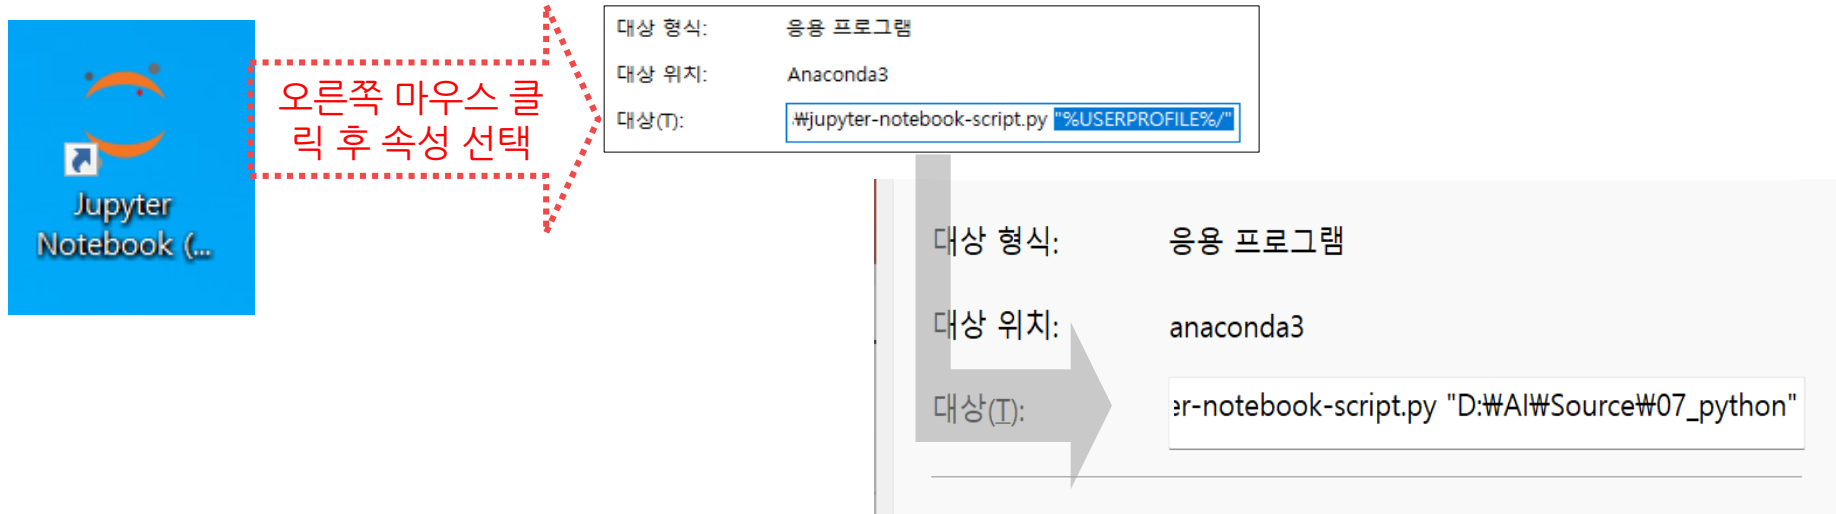 Jupyter
Notebook (...
오른쪽 마우스 클
릭 후 속성 선택
대상 형식: 응용 프로그램
대상 위치: Anaconda3
대상(T): ₩jupyter-notebook-script.py "%USERPROFILE%/"
대상 형식: 응용 프로그램
대상 위치: anaconda3
대상(T): er-notebook-script.py "D:₩AI₩Source₩07_python"